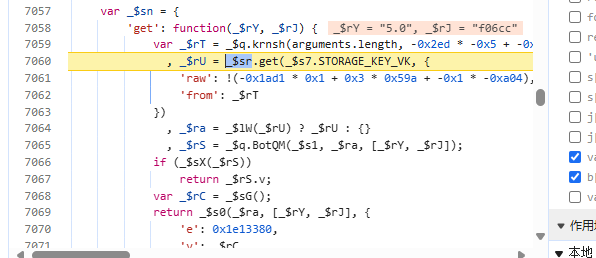 7057 var _$sn = {
7058 'get': function(_$rY, _$rJ) { _$rY = "5.0", _$rJ = "f06cc"
7059 var _$rT = _$q.krnsh(arguments.length, -0x2ed * -0x5 + -0x
7060 , _$rU = _$sr.get(_$s7.STORAGE_KEY_VK, {
7061 'raw': !(-0x1ad1 * 0x1 + 0x3 * 0x59a + -0x1 * -0xa04),
7062 'from': _$rT
7063 })
7064 , _$ra = _$lW(_$rU) ? _$rU : {}
7065 , _$rS = _$q.BotQM(_$s1, _$ra, [_$rY, _$rJ]);
7066 if (_$sX(_$rS))
7067 return _$rS.v;
7068 var _$rC = _$sG();
7069 return _$s0(_$ra, [_$rY, _$rJ], {
7070 'e': 0x1e13380,
7071 'v': _$rC
fo
re
'u
s[
s[
j[
j[
va
b[
va
作用域
本地